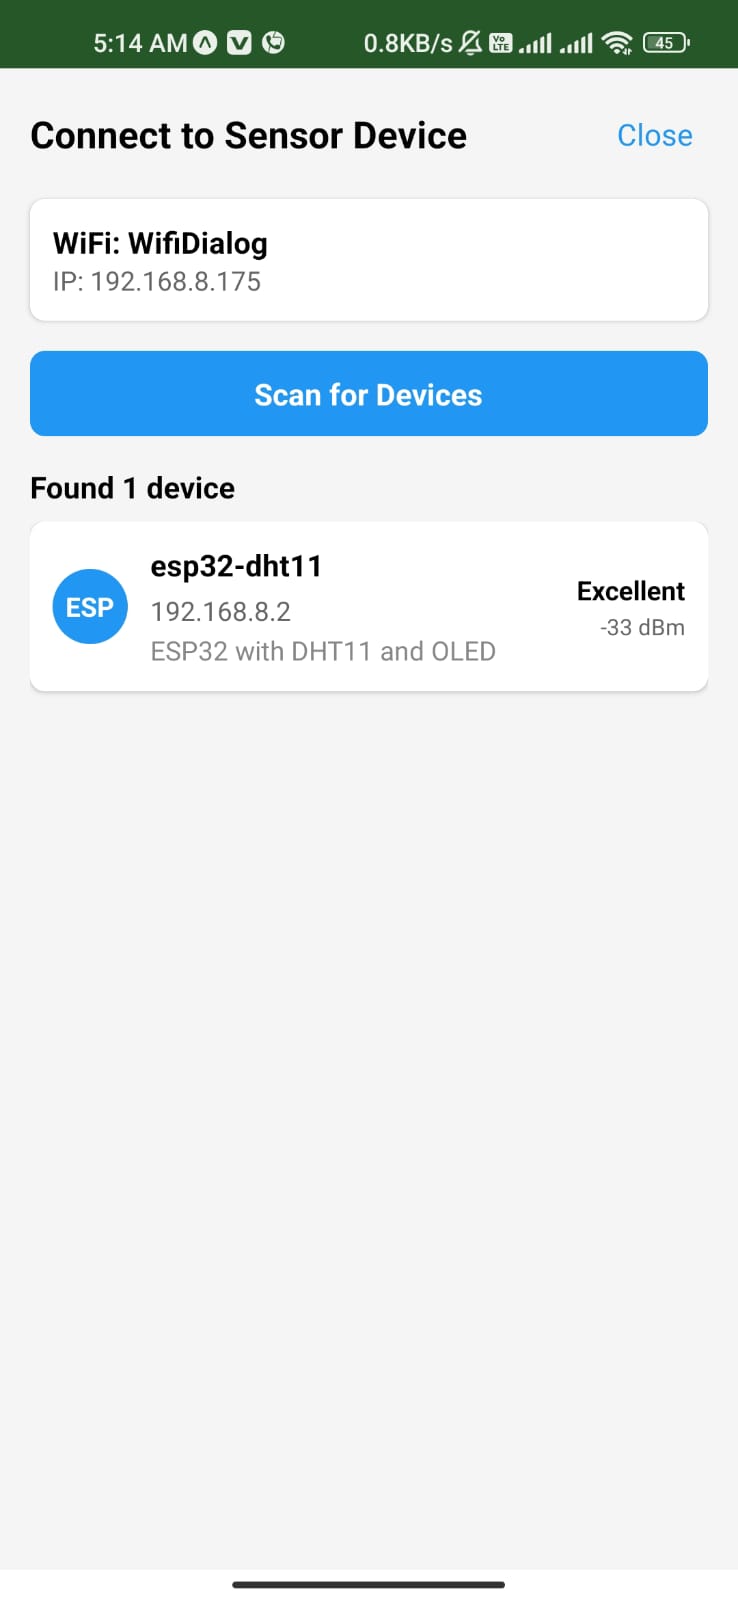 5:14 AM 0.8KB/s Vo LTE 45
Connect to Sensor Device Close
WiFi: WifiDialog
IP: 192.168.8.175
Scan for Devices
Found 1 device
esp32-dht11
ESP 192.168.8.2 Excellent
-33 dBm
ESP32 with DHT11 and OLED